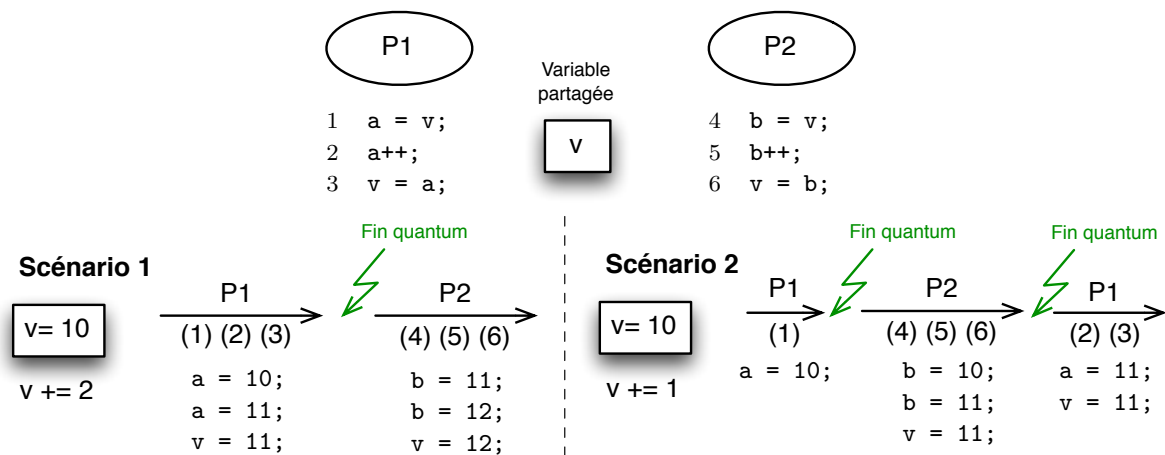 P1
P2
Variable
partagée
v
1 a = v;
2 a++;
3 v = a;
4 b = v;
5 b++;
6 v = b;
Scénario 1
v= 10
v += 2
P1
(1) (2) (3)
a = 10;
a = 11;
v = 11;
Fin quantum
P2
(4) (5) (6)
b = 11;
b = 12;
v = 12;
Scénario 2
v= 10
v += 1
P1
(1)
a = 10;
Fin quantum
P2
(4) (5) (6)
b = 10;
b = 11;
v = 11;
Fin quantum
P1
(2) (3)
a = 11;
v = 11;